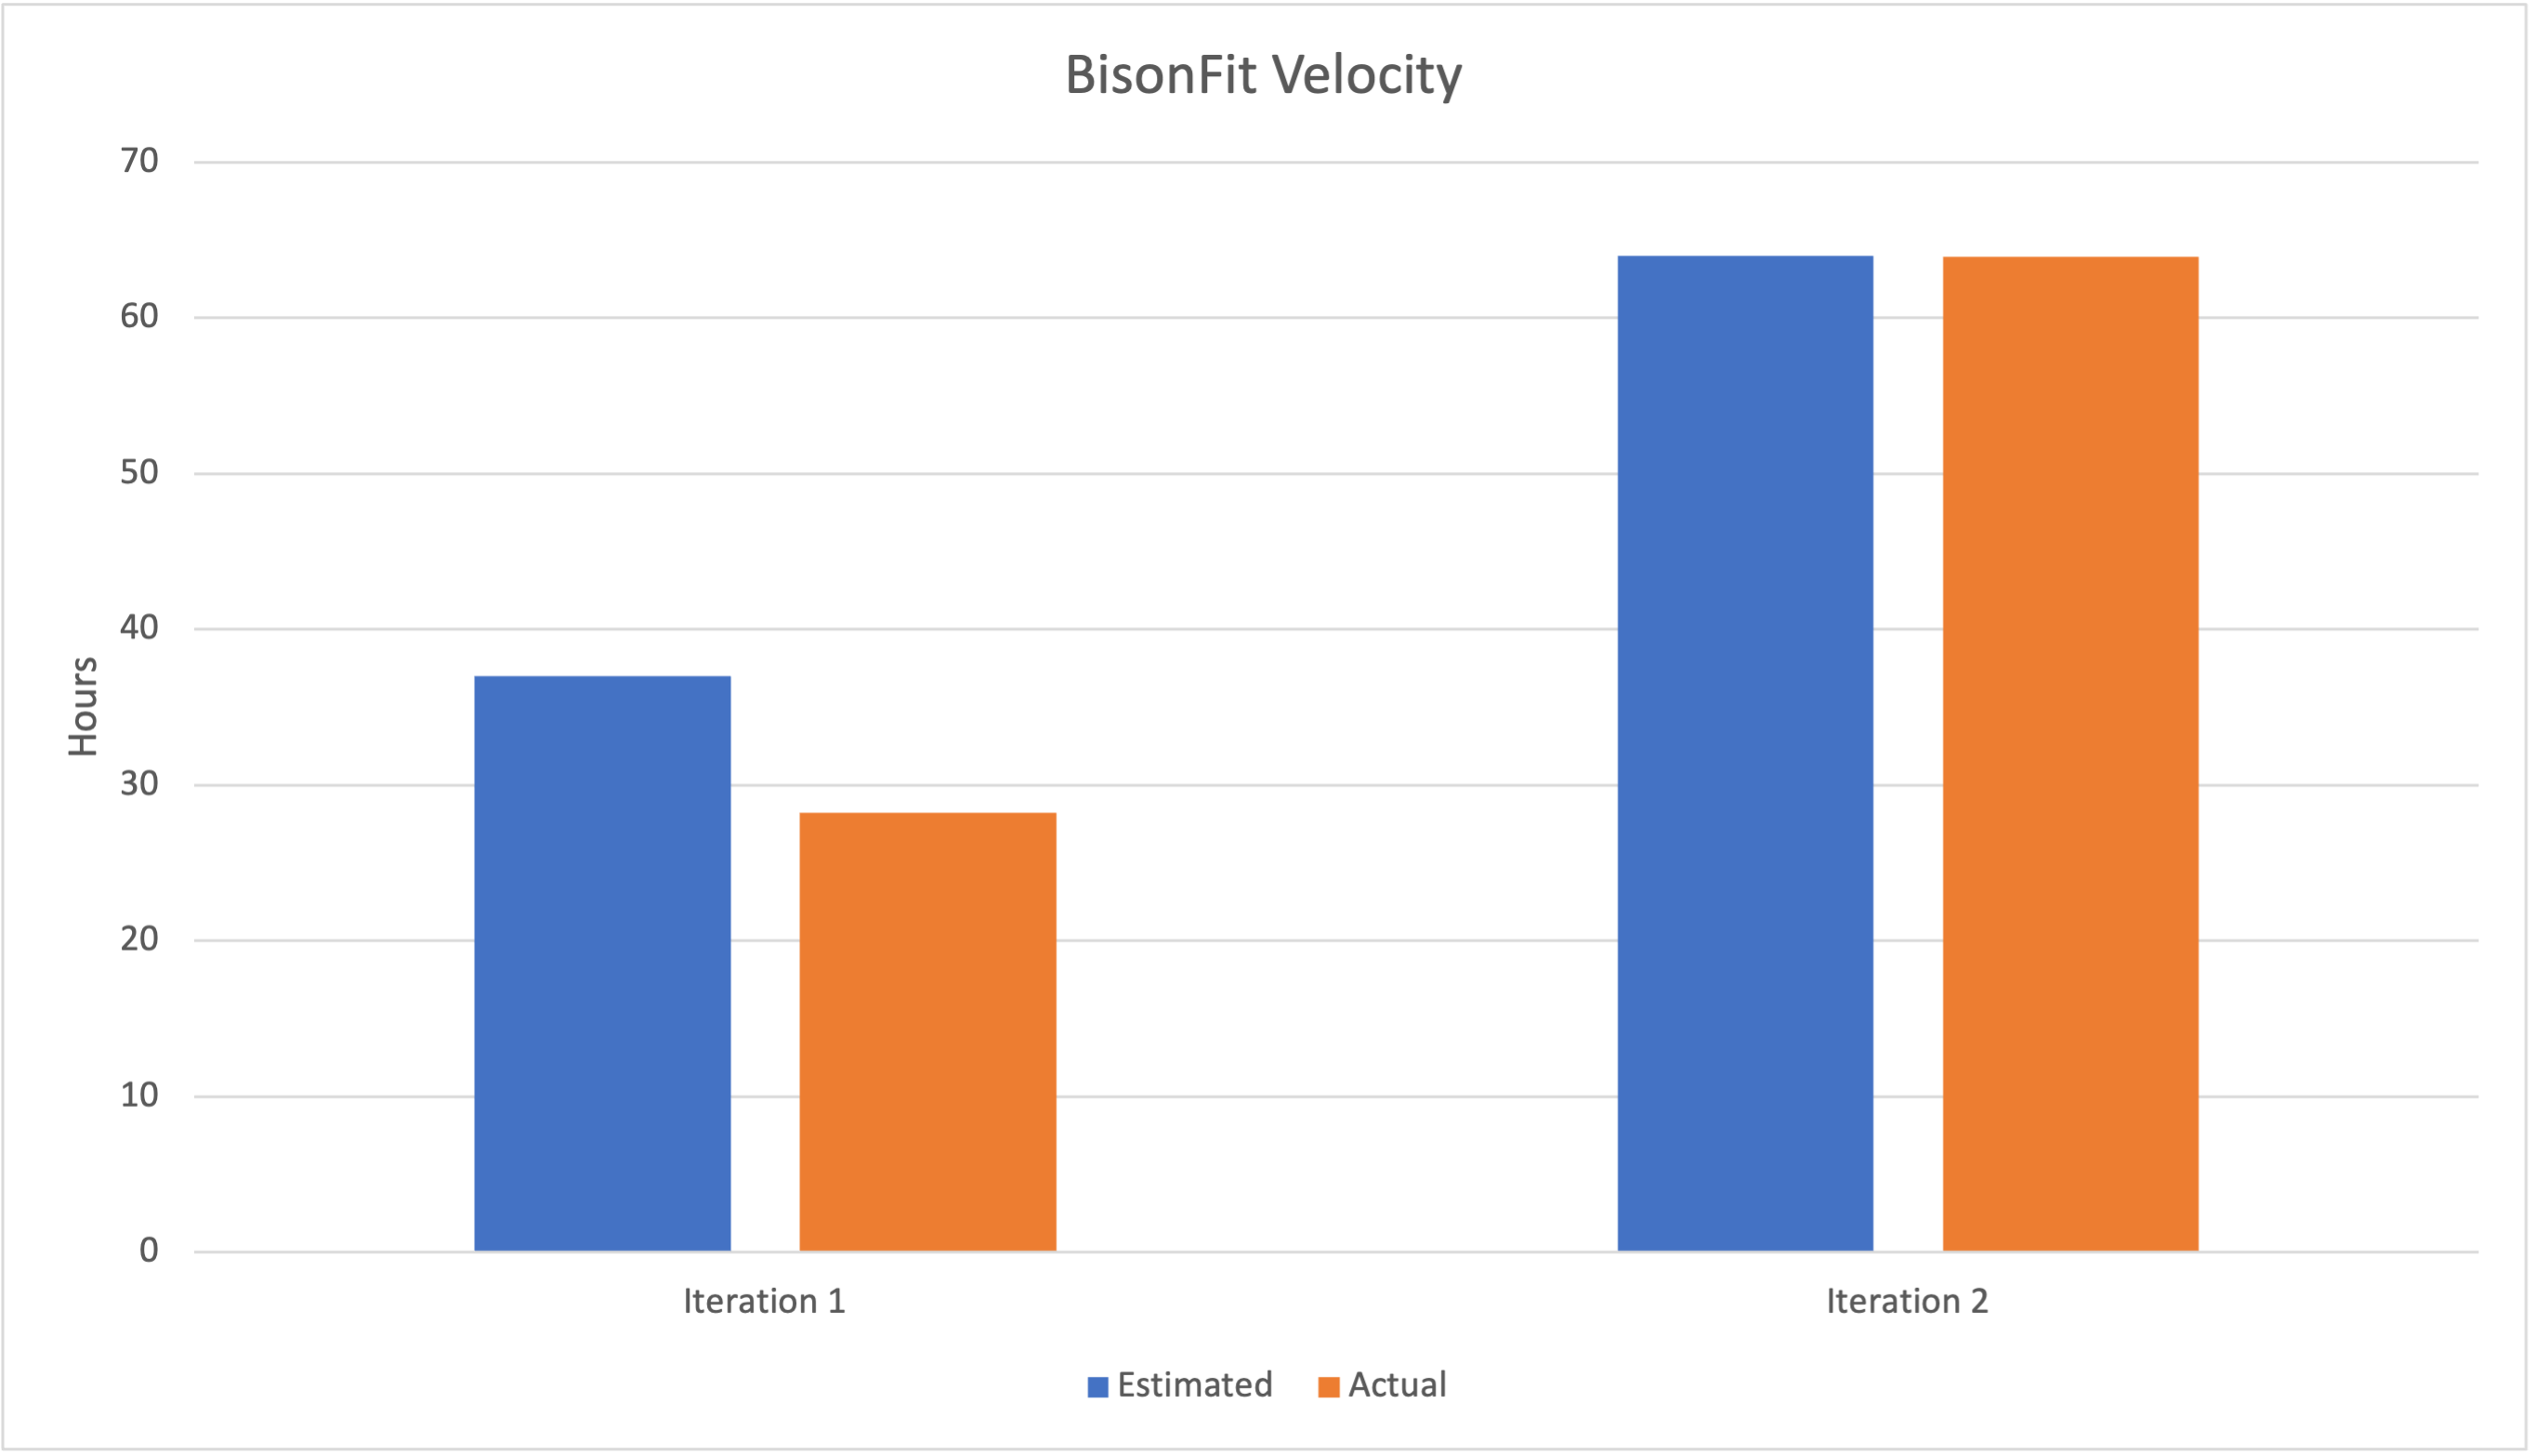 BisonFit Velocity
70
60
50
40
30
20
10
0
Hours
Iteration 1
Iteration 2
Estimated
Actual